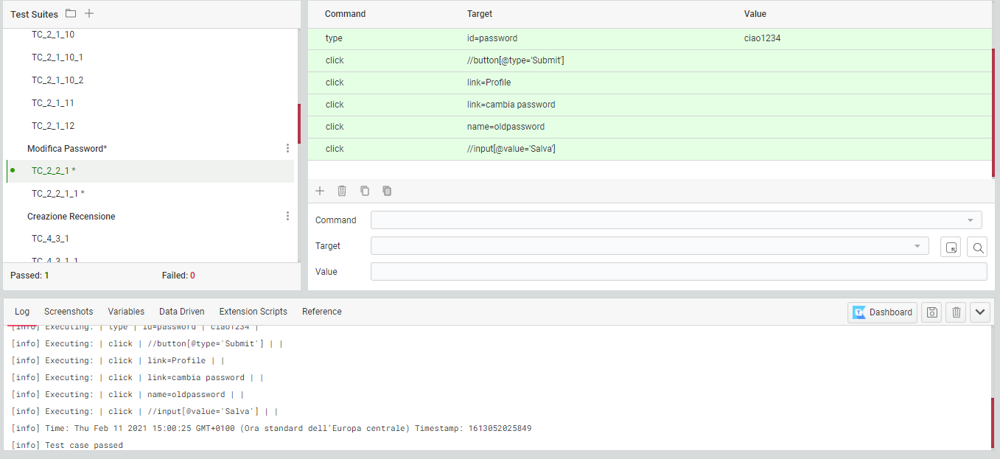 Test Suites
TC_2_1_10
TC_2_1_10_1
TC_2_1_10_2
TC_2_1_11
TC_2_1_12
Modifica Password*
TC_2_2_1 *
TC_2_2_1_1 *
Creazione Recensione
TC_4_3_1
TC_4_3_1_1
Passed: 1 Failed: 0
Command Target Value
type id=password ciao1234
click //button[@type='Submit']
click link=Profile
click link=cambia password
click name=oldpassword
click //input[@value='Salva']
Command
Target
Value
Log Screenshots Variables Data Driven Extension Scripts Reference Dashboard
[info] Executing: | type | id=password | ciao1234 |
[info] Executing: | click | //button[@type='Submit'] | |
[info] Executing: | click | link=Profile | |
[info] Executing: | click | link=cambia password | |
[info] Executing: | click | name=oldpassword | |
[info] Executing: | click | //input[@value='Salva'] | |
[info] Time: Thu Feb 11 2021 15:00:25 GMT+0100 (Ora standard dell'Europa centrale) Timestamp: 1613052025849
[info] Test case passed